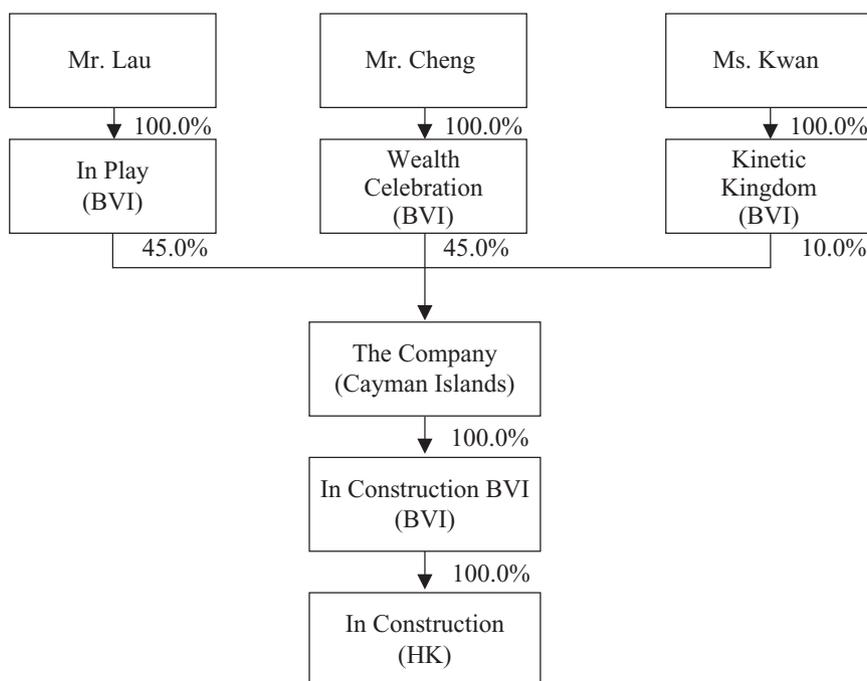 Mr. Lau
Mr. Cheng
Ms. Kwan
100.0%
100.0%
100.0%
In Play
(BVI)
Wealth
Celebration
(BVI)
Kinetic
Kingdom
(BVI)
45.0%
45.0%
10.0%
The Company
(Cayman Islands)
100.0%
In Construction BVI
(BVI)
100.0%
In Construction
(HK)